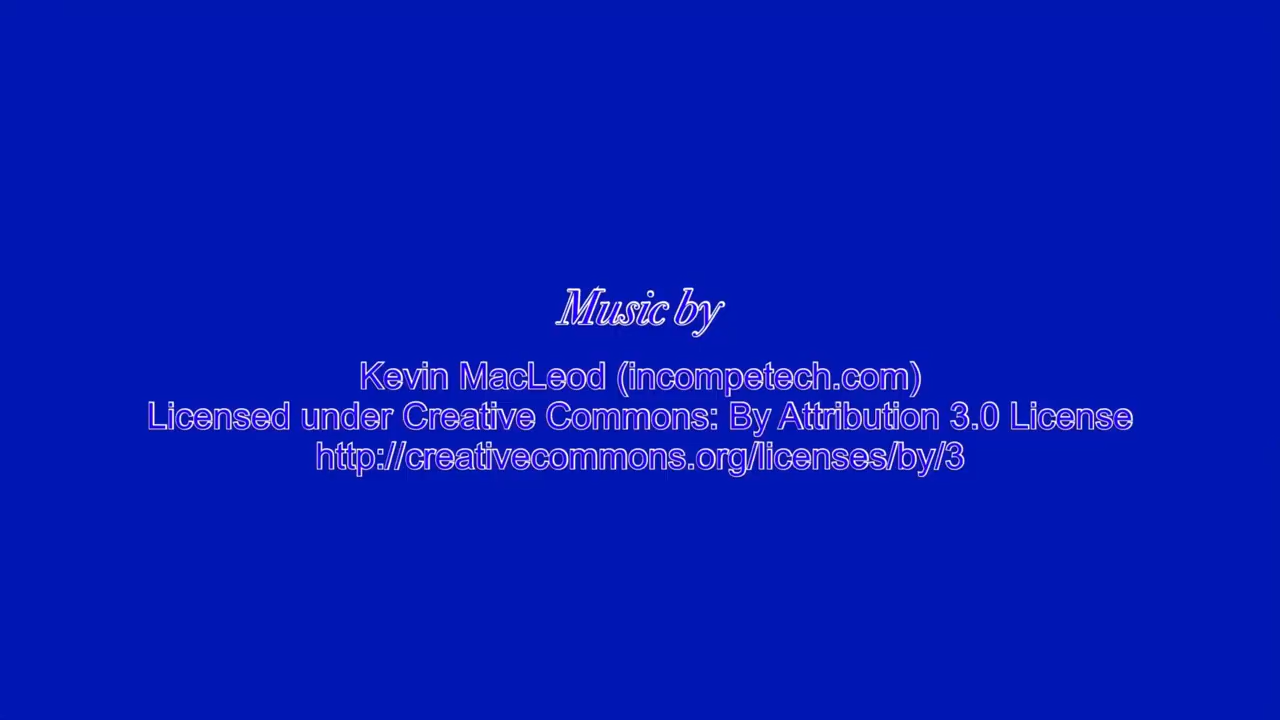 Music by
Kevin MacLeod (incompetech.com)
Licensed under Creative Commons: By Attribution 3.0 License
http://creativecommons.org/licenses/by/3